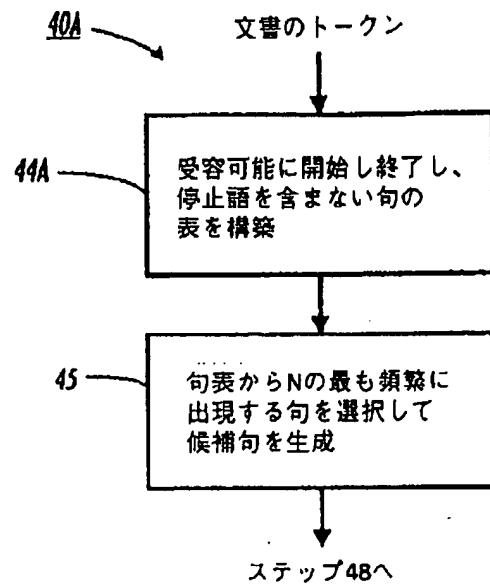 40A
文書のトークン
44A
受容可能に開始し終了し、
停止語を含まない句の
表を構築
45
句表からNの最も頻繁に
出現する句を選択して
候補句を生成
ステップ48へ